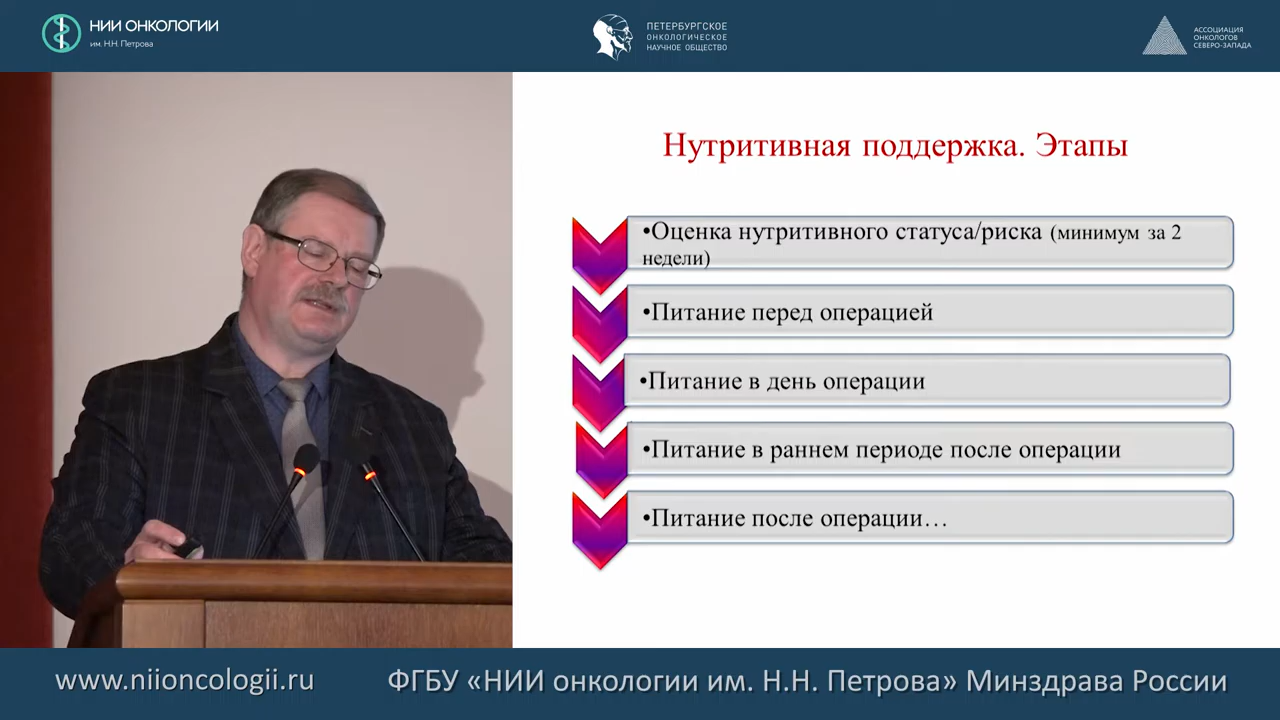 НИИ ОНКОЛОГИИ
им. Н.Н. Петрова
ПЕТЕРБУРГСКОЕ
ОНКОЛОГИЧЕСКОЕ
НАУЧНОЕ ОБЩЕСТВО
АССОЦИАЦИЯ
ОНКОЛОГОВ
СЕВЕРО-ЗАПАДА
Нутритивная поддержка. Этапы
•Оценка нутритивного статуса/риска (минимум за 2
недели)
•Питание перед операцией
•Питание в день операции
•Питание в раннем периоде после операции
•Питание после операции…
www.niioncologii.ru
ФГБУ «НИИ онкологии им. Н.Н. Петрова» Минздрава России